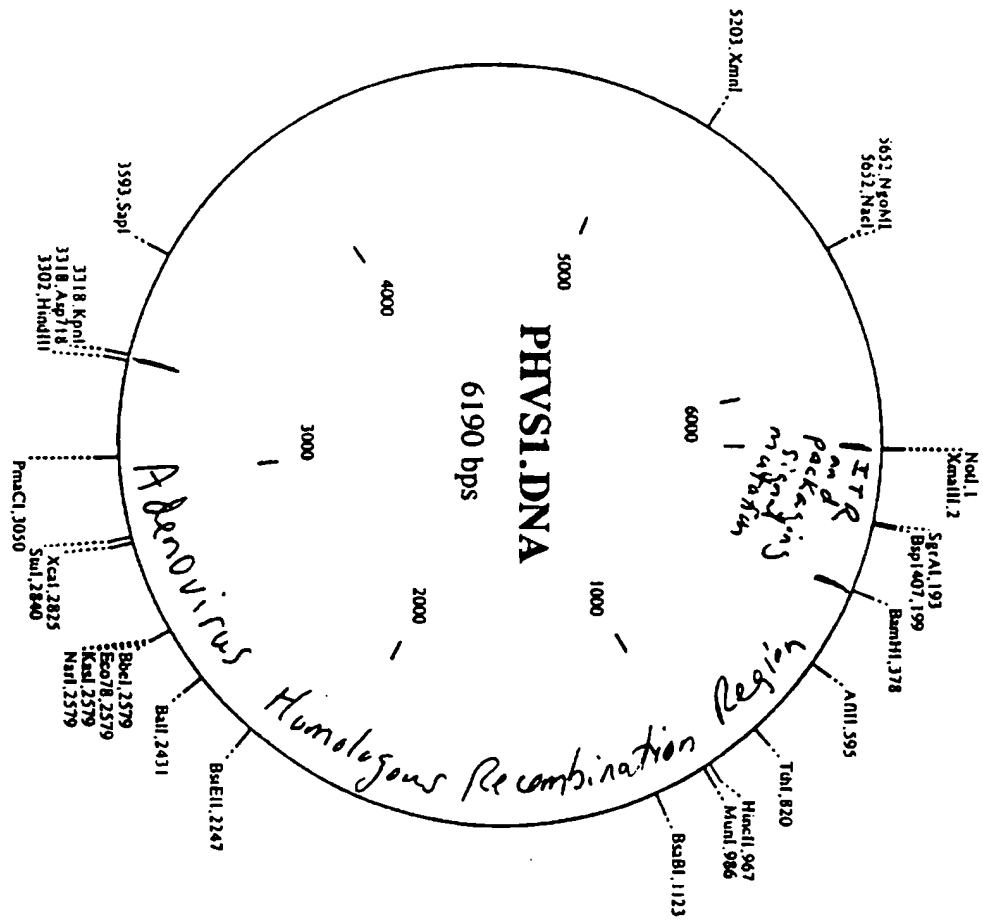 PHVS1.DNA
6190 bps
NotI,1
XmaIII,2
SgrAI,193
Bsp1407,199
BamHI,378
AflII,595
Tth1,820
HincII,967
MunI,986
BsaBI,1123
BstEII,2247
BalI,2431
BbeI,2579
Eco78,2579
KasI,2579
NarI,2579
XcaI,2825
StuI,2840
PmaCI,3050
3318,KpnI
3318,Asp718
3302,HindIII
3593,SapI
5203,XmnI
5652,NgoMI
5652,NaeI
1000
2000
3000
4000
5000
6000
ITR
and
packaging
signal
Adenovirus Homologous Recombination Region